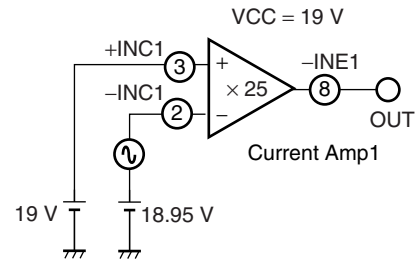 VCC = 19 V
+INC1
3
+
−INC1
2
−
× 25
−INE1
8
OUT
Current Amp1
19 V
18.95 V